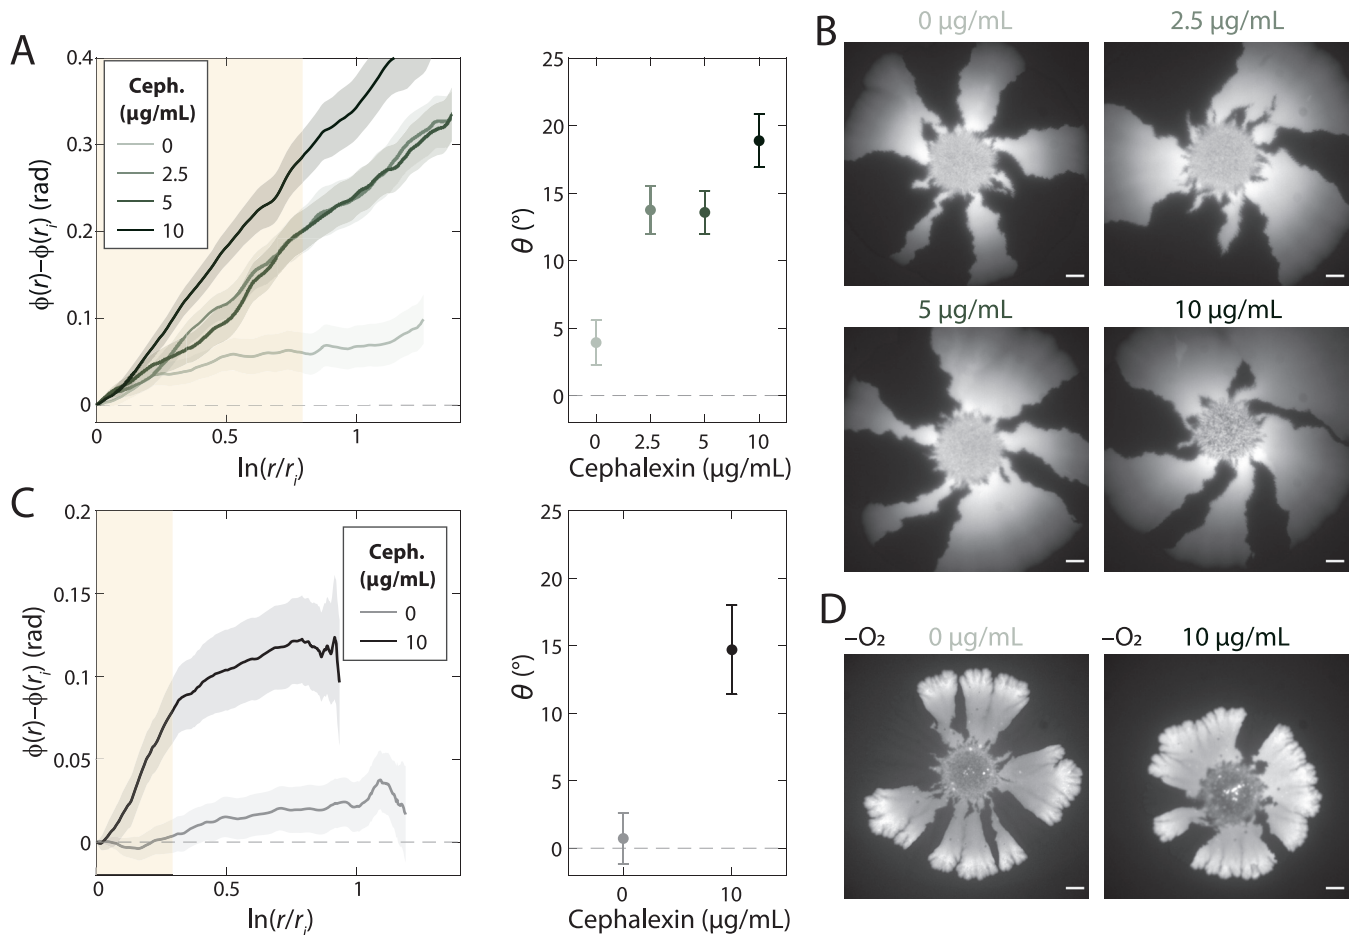 A
0.4
0.3
0.2
0.1
0
ϕ(r)–ϕ(rᵢ) (rad)
Ceph.
(µg/mL)
0
2.5
5
10
0
0.5
1
ln(r/rᵢ)
25
20
15
10
5
0
θ (°)
0
2.5
5
10
Cephalexin (µg/mL)
B
0 µg/mL
2.5 µg/mL
5 µg/mL
10 µg/mL
C
0.2
0.15
0.1
0.05
0
ϕ(r)–ϕ(rᵢ) (rad)
Ceph.
(µg/mL)
0
10
0
0.5
1
ln(r/rᵢ)
25
20
15
10
5
0
θ (°)
0
10
Cephalexin (µg/mL)
D
–O₂ 0 µg/mL
–O₂ 10 µg/mL